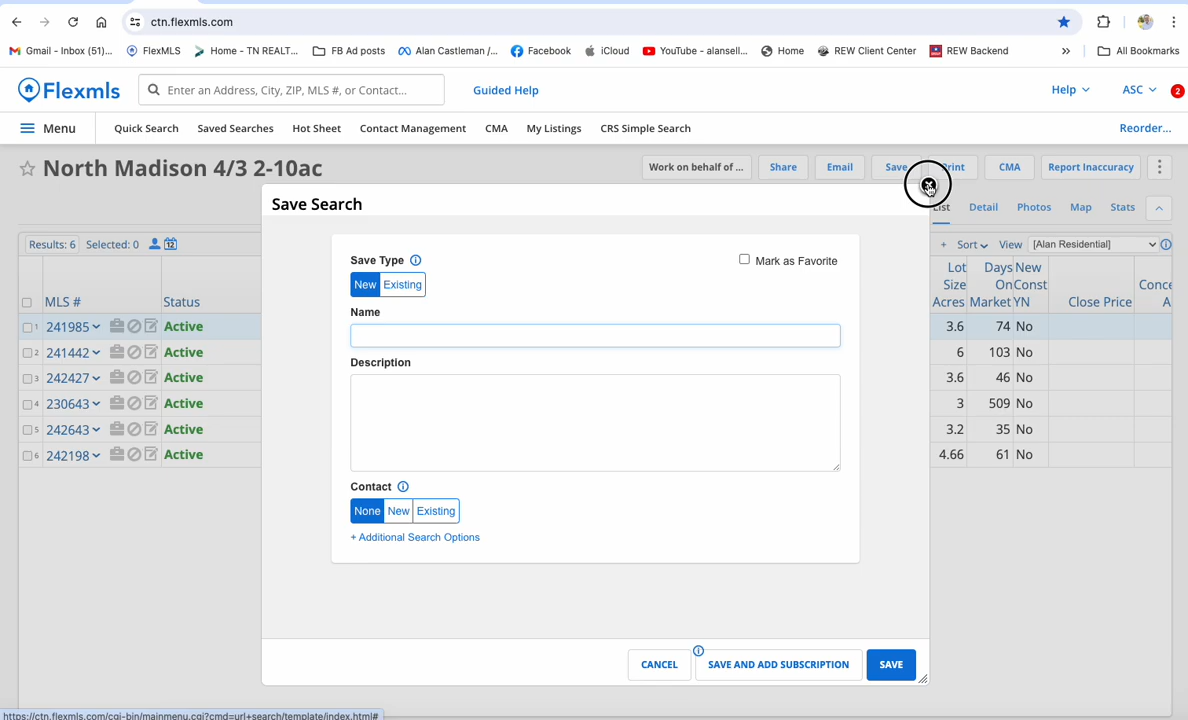 ctn.flexmls.com
Gmail - Inbox (51)... FlexMLS Home - TN REALT... FB Ad posts Alan Castleman /... Facebook iCloud YouTube - alansell... Home REW Client Center REW Backend » All Bookmarks
Flexmls Enter an Address, City, ZIP, MLS #, or Contact... Guided Help Help ASC 2
Menu Quick Search Saved Searches Hot Sheet Contact Management CMA My Listings CRS Simple Search Reorder...
North Madison 4/3 2-10ac Work on behalf of ... Share Email Save Print CMA Report Inaccuracy
Save Search
List Detail Photos Map Stats
Results: 6 Selected: 0 12 + Sort View [Alan Residential]
Save Type Mark as Favorite
New Existing
Lot Days New
Size On Const Conce
MLS # Status Acres Market YN Close Price A
Name
1 241985 Active 3.6 74 No
2 241442 Active 6 103 No
Description
3 242427 Active 3.6 46 No
4 230643 Active 3 509 No
5 242643 Active 3.2 35 No
6 242198 Active 4.66 61 No
Contact
None New Existing
+ Additional Search Options
CANCEL SAVE AND ADD SUBSCRIPTION SAVE
https://ctn.flexmls.com/cgi-bin/mainmenu.cgi?cmd=url+search/template/index.html#